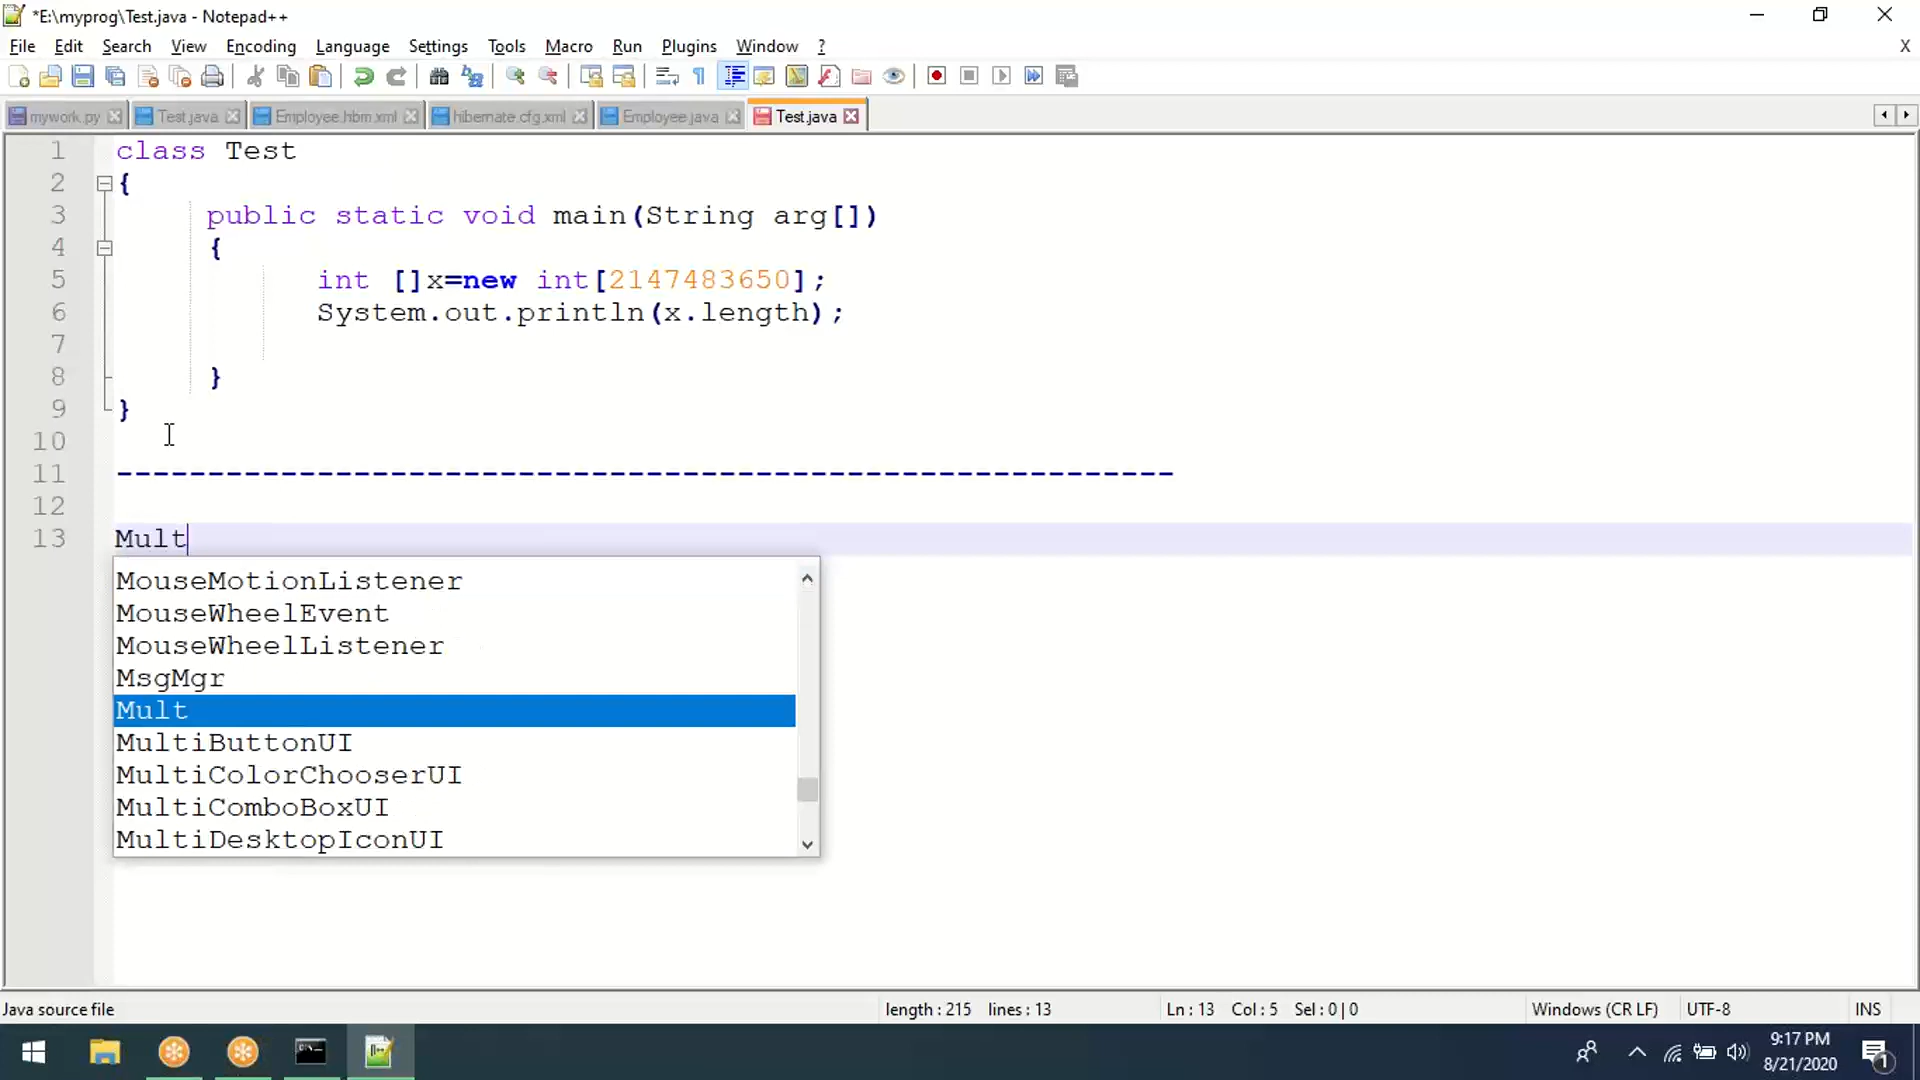 *E:\myprog\Test.java - Notepad++
File Edit Search View Encoding Language Settings Tools Macro Run Plugins Window ? X
mywork.py Test.java Employee.hbm.xml hibernate.cfg.xml Employee.java Test.java
1 class Test
2 {
3 public static void main(String arg[])
4 {
5 int []x=new int[2147483650];
6 System.out.println(x.length);
7
8 }
9 }
10
11 ----------------------------------------------------------
12
13 Mult
MouseMotionListener
MouseWheelEvent
MouseWheelListener
MsgMgr
Mult
MultiButtonUI
MultiColorChooserUI
MultiComboBoxUI
MultiDesktopIconUI
Java source file length : 215 lines : 13 Ln : 13 Col : 5 Sel : 0 | 0 Windows (CR LF) UTF-8 INS
9:17 PM
8/21/2020
1